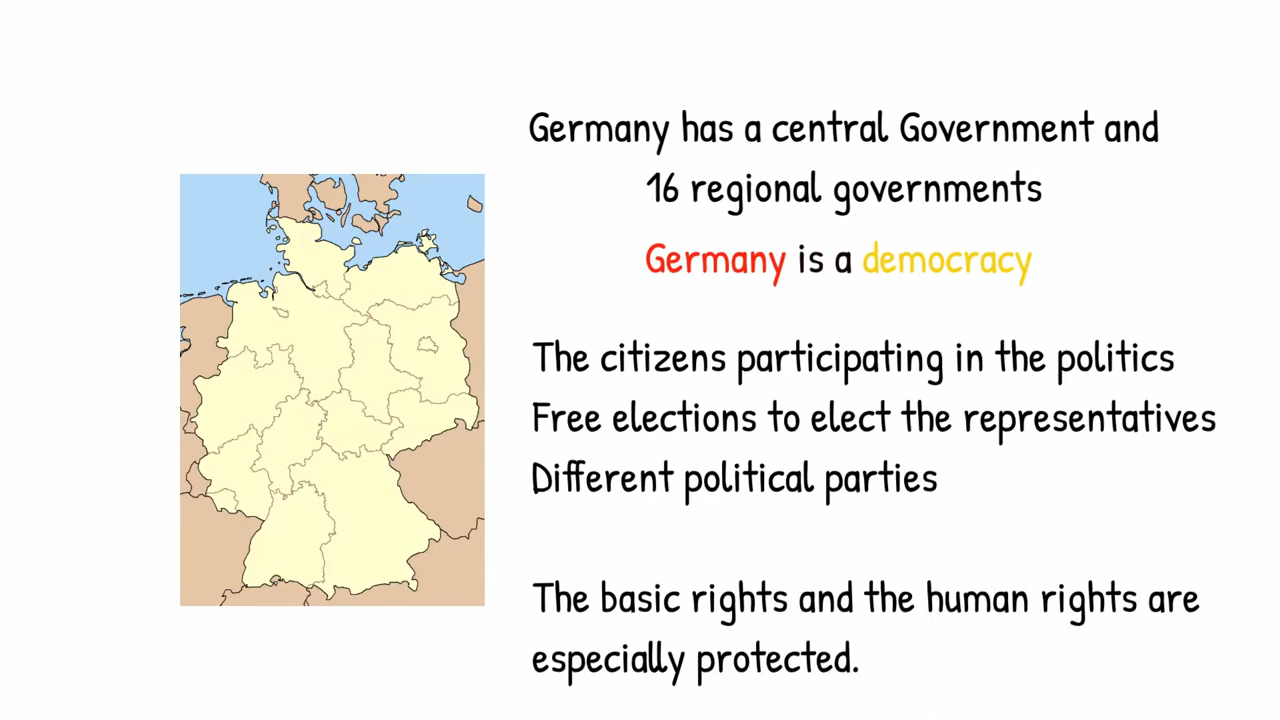 Germany has a central Government and
16 regional governments
Germany is a democracy
The citizens participating in the politics
Free elections to elect the representatives
Different political parties
The basic rights and the human rights are
especially protected.